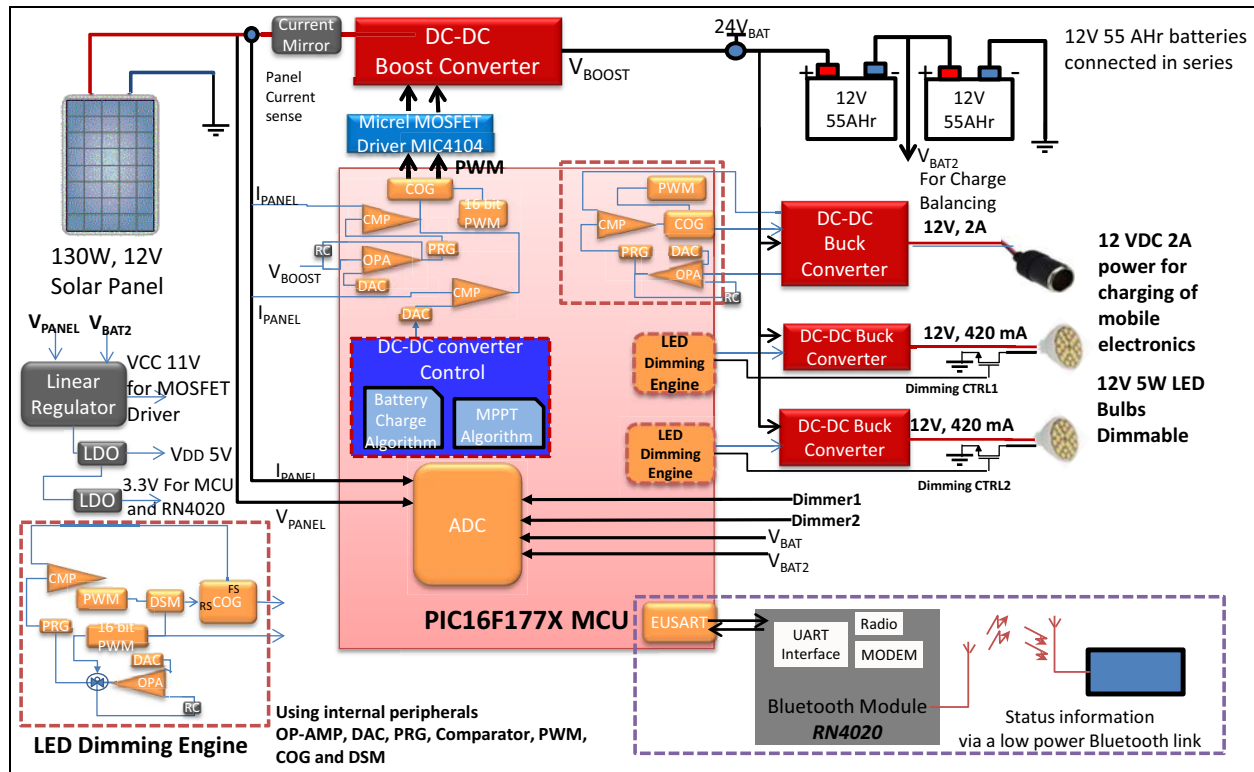 Current
Mirror
DC-DC
Boost Converter
24VBAT
VBOOST
12V 55 AHr batteries
connected in series
+ - + -
12V
55AHr
12V
55AHr
Panel
Current
sense
Micrel MOSFET
Driver MIC4104
PWM
VBAT2
For Charge
Balancing
130W, 12V
Solar Panel
IPANEL
COG
16 bit
PWM
CMP
PRG
RC
OPA
VBOOST
DAC
CMP
IPANEL
DAC
PWM
CMP
COG
PRG
DAC
OPA
RC
DC-DC
Buck
Converter
12V, 2A
12 VDC 2A
power for
charging of
mobile
electronics
VPANEL
VBAT2
Linear
Regulator
VCC 11V
for MOSFET
Driver
LDO
VDD 5V
LDO
3.3V For MCU
and RN4020
DC-DC converter
Control
Battery
Charge
Algorithm
MPPT
Algorithm
LED
Dimming
Engine
DC-DC Buck
Converter
12V, 420 mA
Dimming CTRL1
12V 5W LED
Bulbs
Dimmable
LED
Dimming
Engine
DC-DC Buck
Converter
12V, 420 mA
Dimming CTRL2
IPANEL
VPANEL
ADC
Dimmer1
Dimmer2
VBAT
VBAT2
PIC16F177X MCU
EUSART
UART
Interface
Radio
MODEM
Bluetooth Module
RN4020
Status information
via a low power Bluetooth link
CMP
PWM
DSM
FS
RS
COG
PRG
16 bit
PWM
DAC
OPA
RC
LED Dimming Engine
Using internal peripherals
OP-AMP, DAC, PRG, Comparator, PWM,
COG and DSM